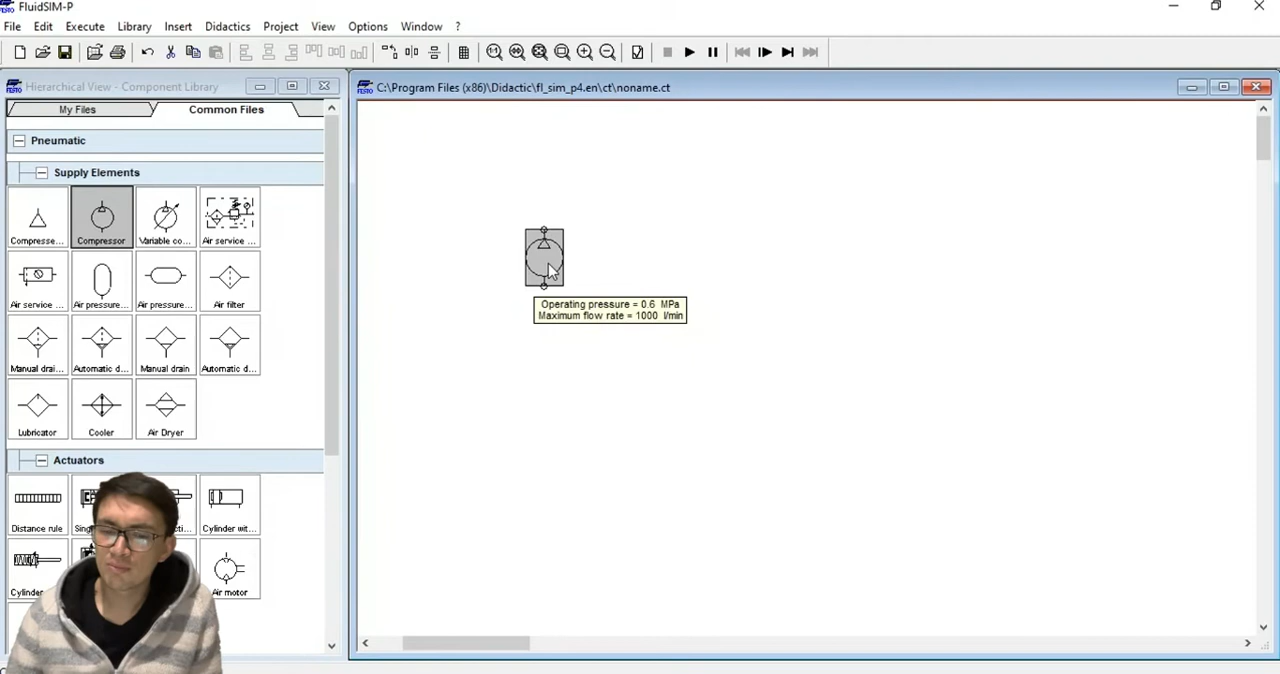 FluidSIM-P
File Edit Execute Library Insert Didactics Project View Options Window ?
Hierarchical View - Component Library
My Files Common Files
Pneumatic
Supply Elements
Compresse... Compressor Variable co... Air service ...
Air service ... Air pressure... Air pressure... Air filter
Manual drai... Automatic d... Manual drain Automatic d...
Lubricator Cooler Air Dryer
Actuators
Distance rule Cylinder wit...
Air motor
C:\Program Files (x86)\Didactic\fl_sim_p4.en\ct\noname.ct
Operating pressure = 0.6 MPa
Maximum flow rate = 1000 l/min